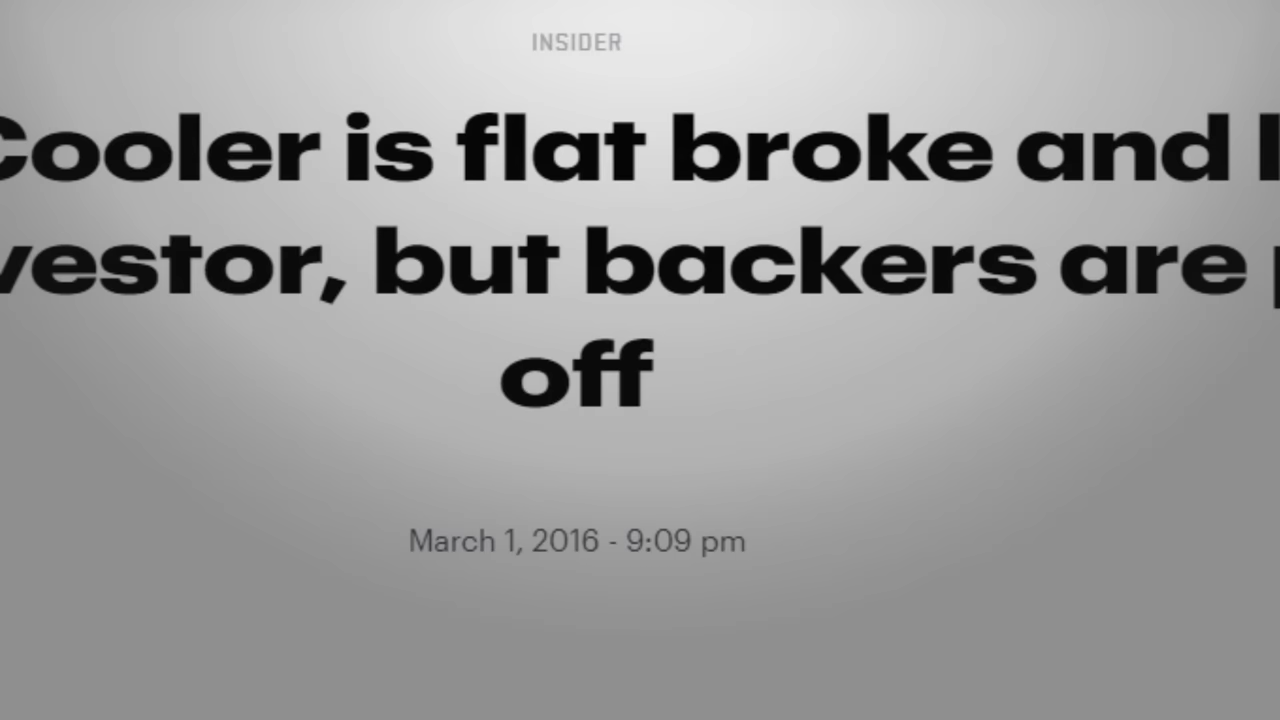 INSIDER
Cooler is flat broke and
vestor, but backers are
off
March 1, 2016 - 9:09 pm